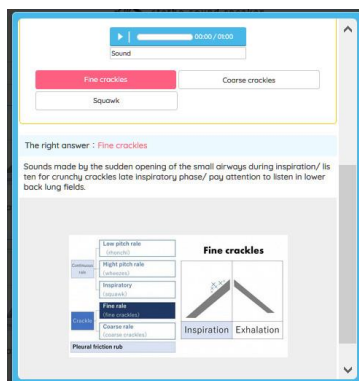 00:00 / 01:00
Sound
Fine crackles
Coarse crackles
Squawk
The right answer : Fine crackles
Sounds made by the sudden opening of the small airways during inspiration/ lis
ten for crunchy crackles late inspiratory phase/ pay attention to listen in lower
back lung fields.
Low pitch rale
(rhonchi)
Continuous
rale
Hight pitch rale
(wheezes)
Inspiratory
(squawk)
Fine rale
(fine crackles)
Crackle
Coarse rale
(coarse crackles)
Pleural friction rub
Fine crackles
Inspiration Exhalation